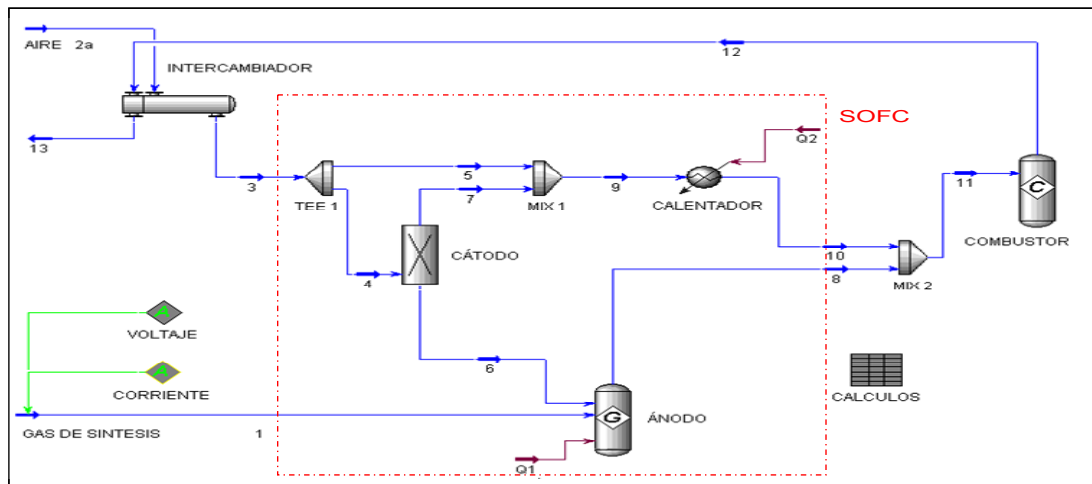 AIRE 2a
12
INTERCAMBIADOR
13
SOFC
Q2
3
5
7
9
11
TEE 1
MIX 1
CALENTADOR
C
COMBUSTOR
CÁTODO
4
10
8
MIX 2
A
VOLTAJE
6
A
CORRIENTE
CALCULOS
G
ÁNODO
GAS DE SINTESIS 1
Q1